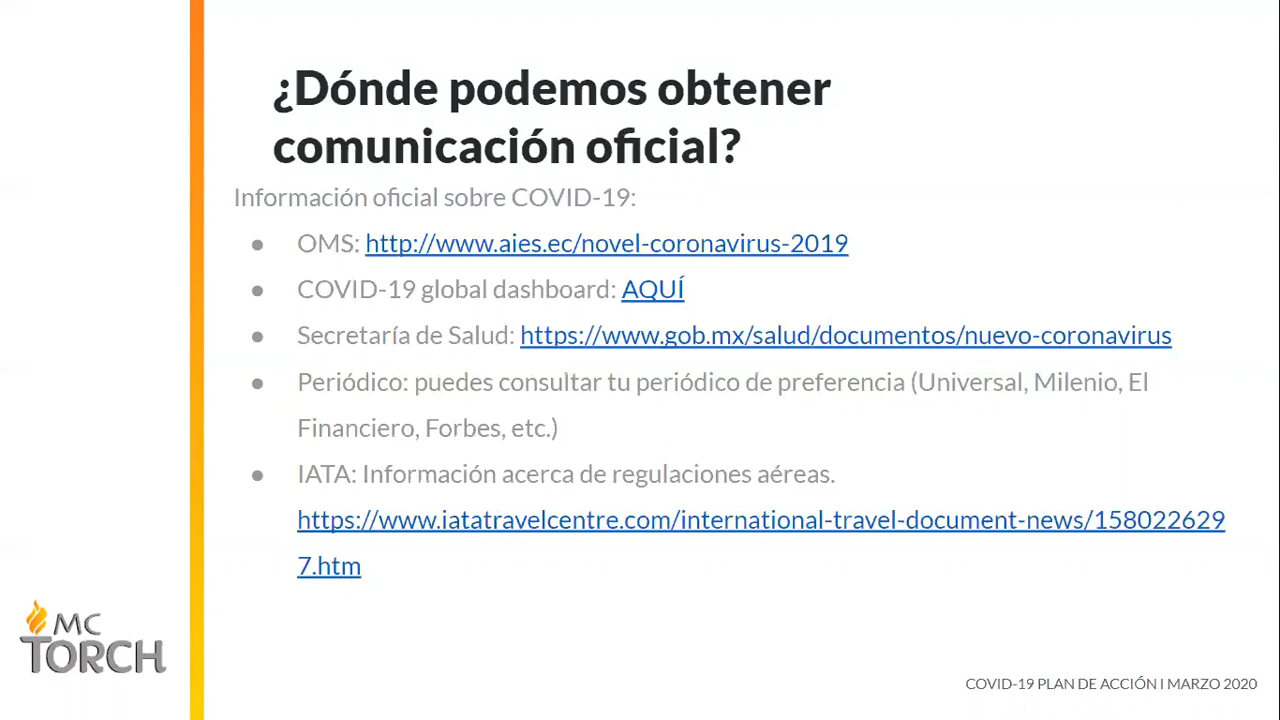 ¿Dónde podemos obtener
comunicación oficial?
Información oficial sobre COVID-19:
● OMS: http://www.aies.ec/novel-coronavirus-2019
● COVID-19 global dashboard: AQUÍ
● Secretaría de Salud: https://www.gob.mx/salud/documentos/nuevo-coronavirus
● Periódico: puedes consultar tu periódico de preferencia (Universal, Milenio, El
Financiero, Forbes, etc.)
● IATA: Información acerca de regulaciones aéreas.
https://www.iatatravelcentre.com/international-travel-document-news/158022629
7.htm
MC
TORCH
COVID-19 PLAN DE ACCIÓN I MARZO 2020